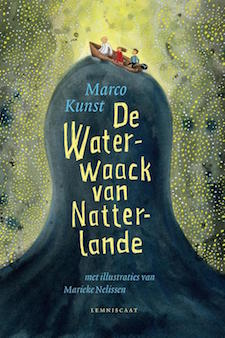 Marco
Kunst
De
Water-
waack
van
Natter-
lande
met illustraties van
Marieke Nelissen
LEMNISCAAT